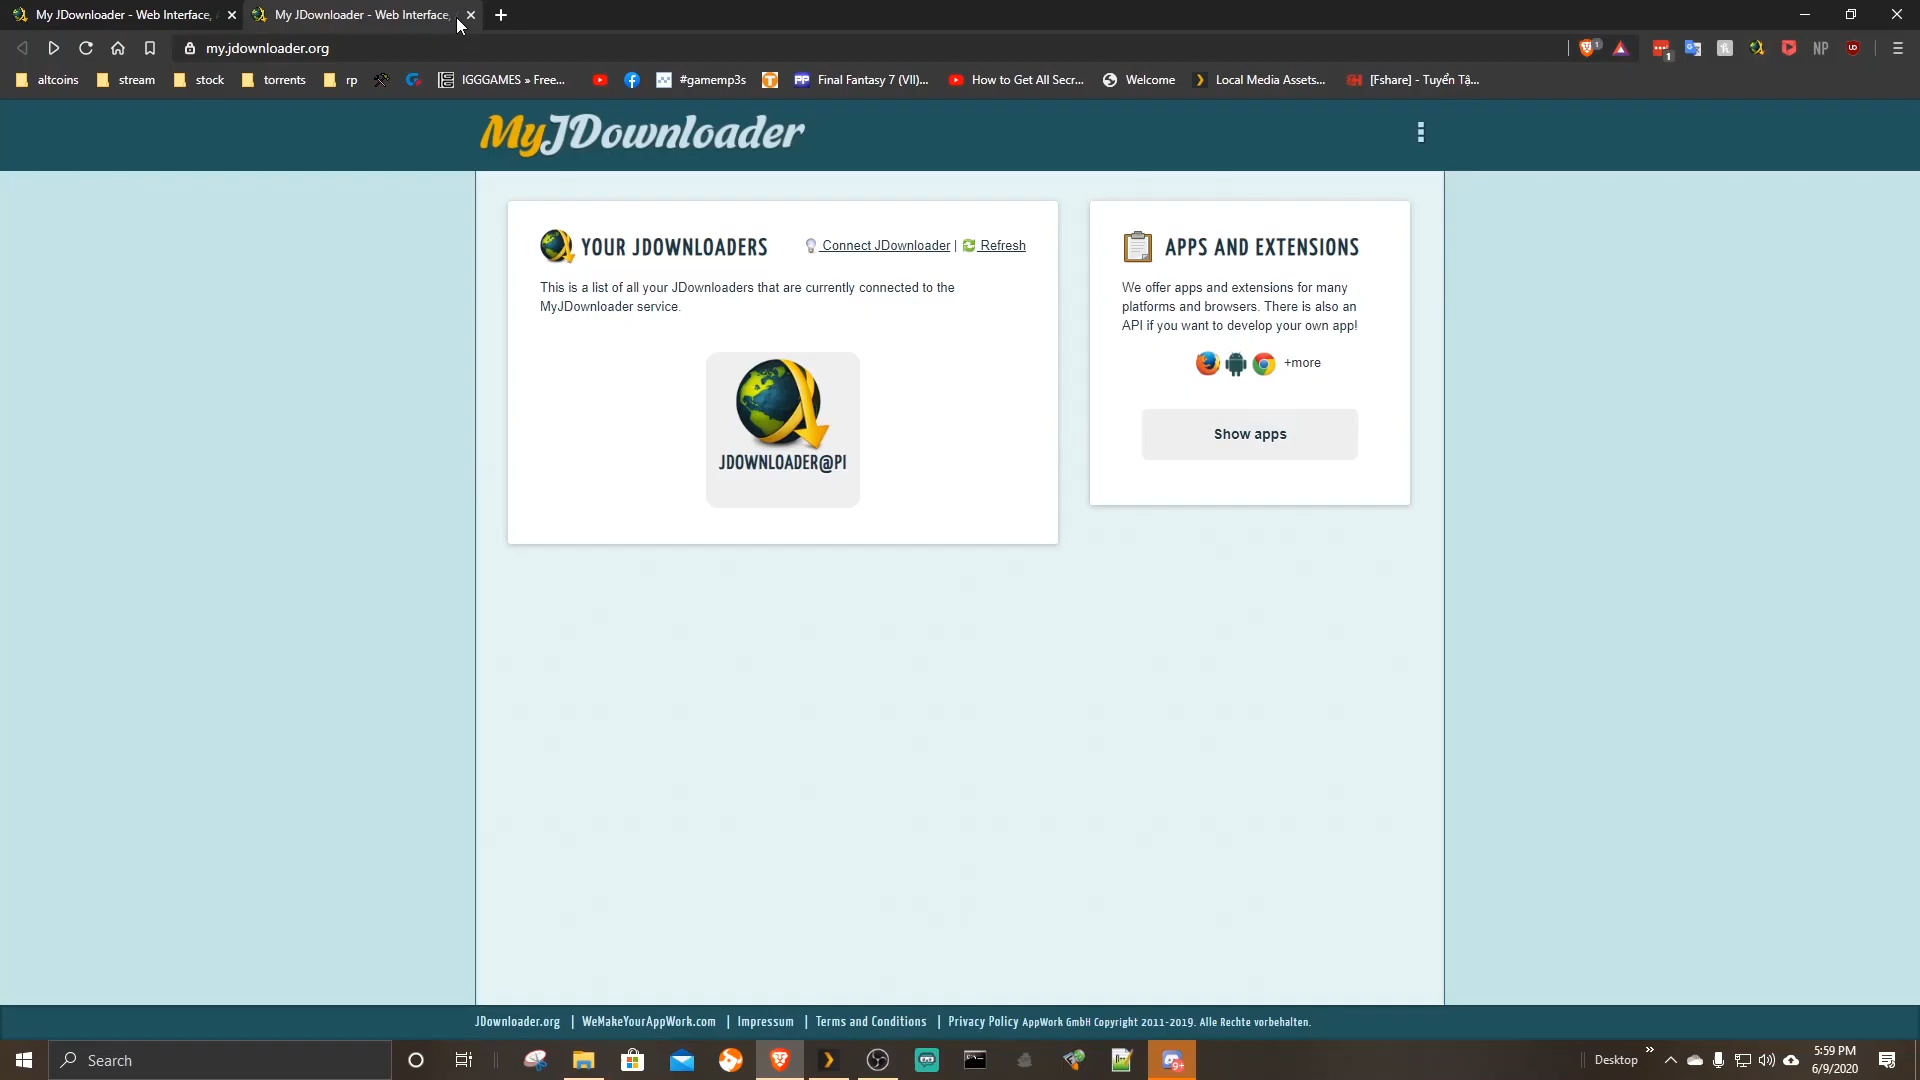 My JDownloader - Web Interface,
My JDownloader - Web Interface,
my.jdownloader.org
1
1
NP
altcoins
stream
stock
torrents
rp
IGGGAMES » Free...
#gamemp3s
Final Fantasy 7 (VII)...
How to Get All Secr...
Welcome
Local Media Assets...
[Fshare] - Tuyển Tậ...
MyJDownloader
YOUR JDOWNLOADERS
Connect JDownloader | Refresh
This is a list of all your JDownloaders that are currently connected to the
MyJDownloader service.
JDOWNLOADER@PI
APPS AND EXTENSIONS
We offer apps and extensions for many
platforms and browsers. There is also an
API if you want to develop your own app!
+more
Show apps
JDownloader.org | WeMakeYourAppWork.com | Impressum | Terms and Conditions | Privacy Policy AppWork GmbH Copyright 2011-2019. Alle Rechte vorbehalten.
Search
9+
Desktop
5:59 PM
6/9/2020